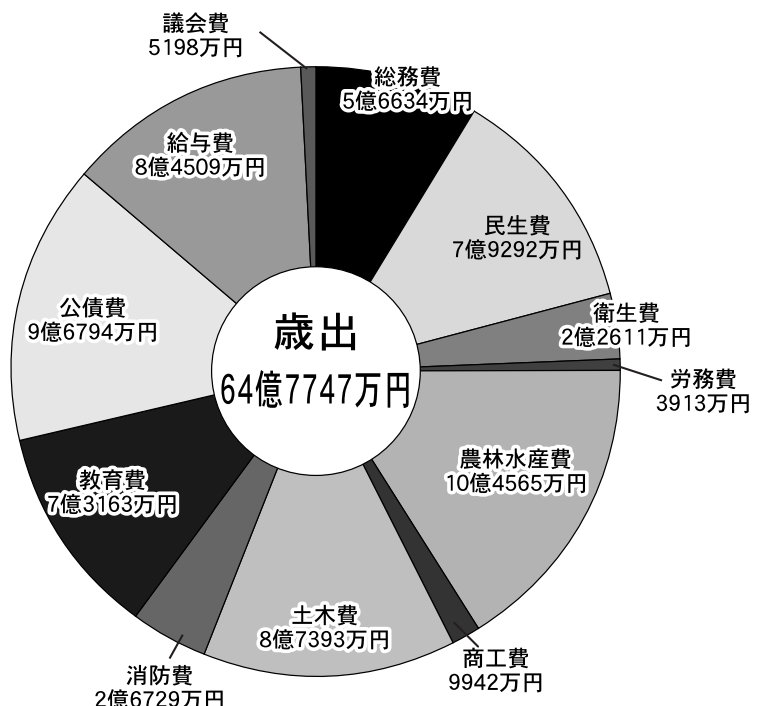 議会費
5198万円
総務費
5億6634万円
給与費
8億4509万円
民生費
7億9292万円
公債費
9億6794万円
歳出
64億7747万円
衛生費
2億2611万円
労務費
3913万円
農林水産費
10億4565万円
教育費
7億3163万円
土木費
8億7393万円
商工費
9942万円
消防費
2億6729万円